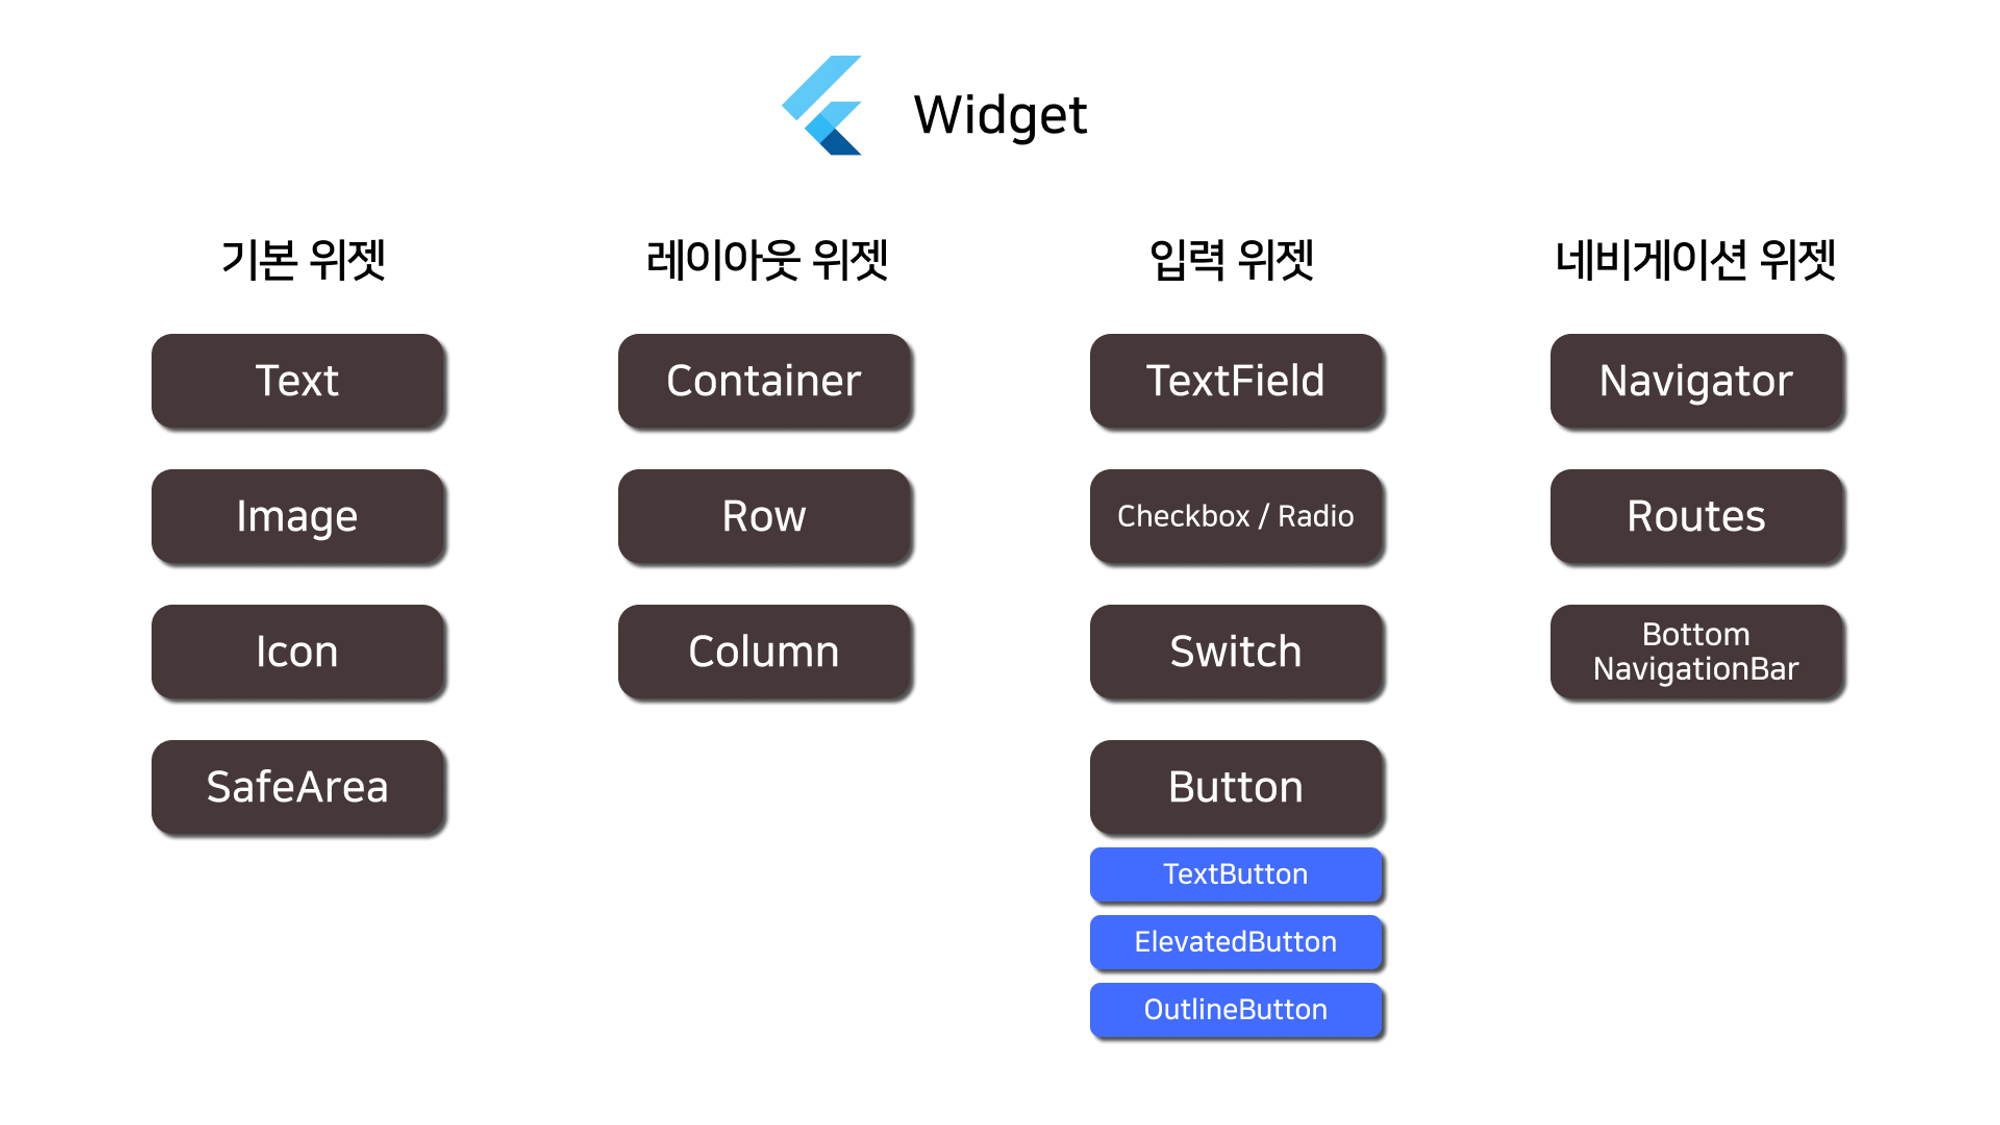 Widget
기본 위젯
Text
Image
Icon
SafeArea
레이아웃 위젯
Container
Row
Column
입력 위젯
TextField
Checkbox / Radio
Switch
Button
TextButton
ElevatedButton
OutlineButton
네비게이션 위젯
Navigator
Routes
Bottom
NavigationBar